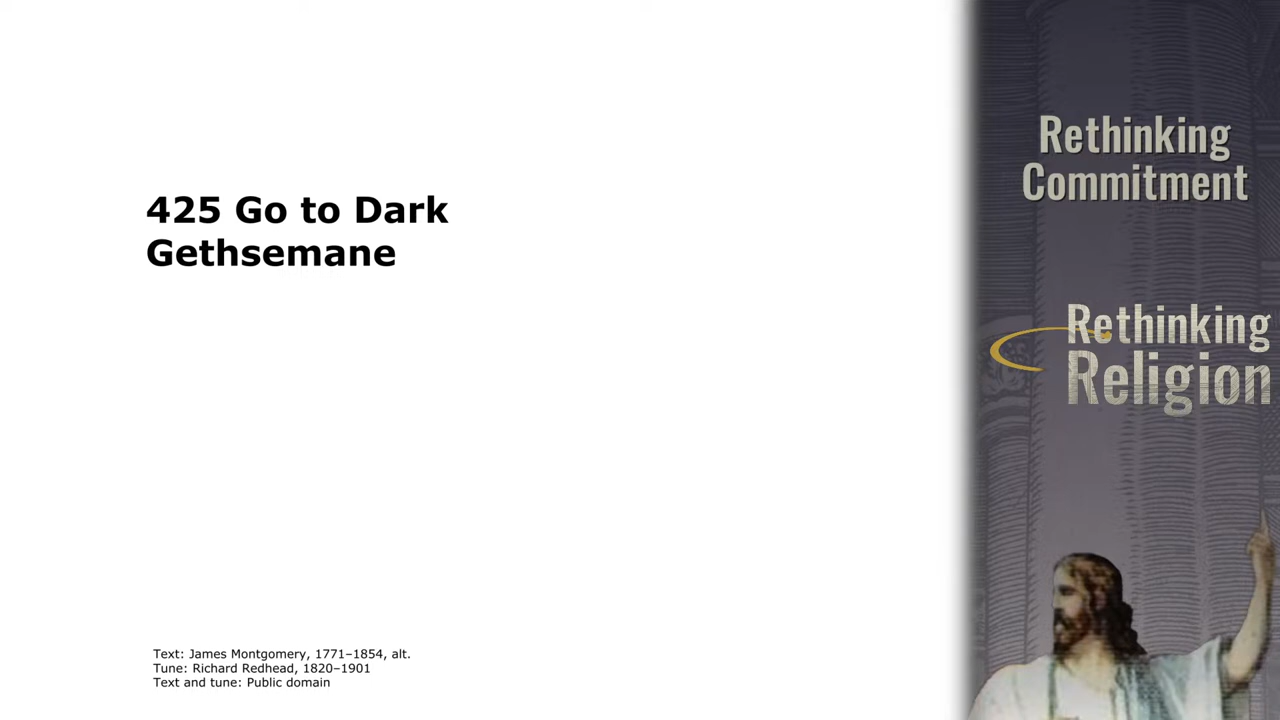 425 Go to Dark
Gethsemane
Text: James Montgomery, 1771–1854, alt.
Tune: Richard Redhead, 1820–1901
Text and tune: Public domain
Rethinking
Commitment
Rethinking
Religion